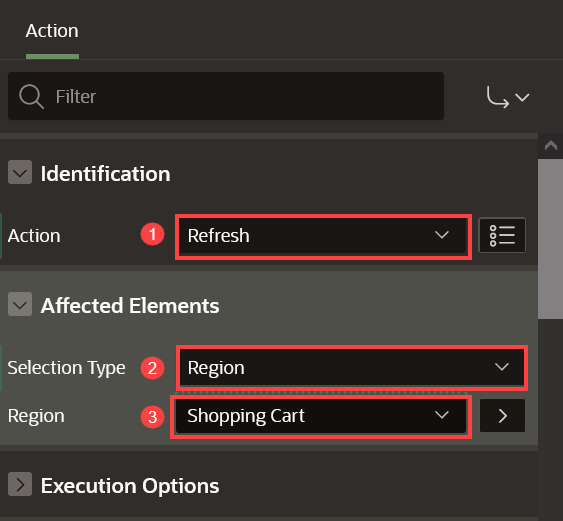 Action
Filter
Identification
Action 1 Refresh
Affected Elements
Selection Type 2 Region
Region 3 Shopping Cart
Execution Options